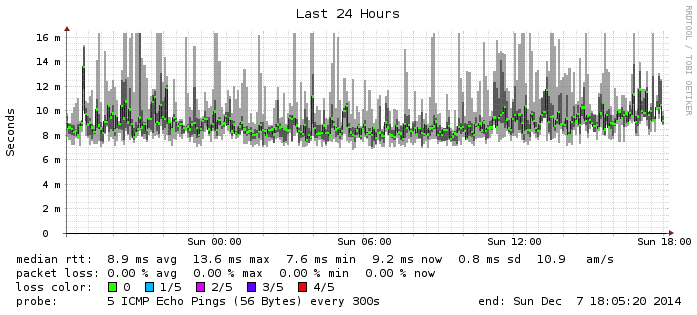 Last 24 Hours
RRDTOOL / TOBI OETIKER
Seconds
16 m
14 m
12 m
10 m
8 m
6 m
4 m
2 m
0
Sun 00:00 Sun 06:00 Sun 12:00 Sun 18:00
median rtt: 8.9 ms avg 13.6 ms max 7.6 ms min 9.2 ms now 0.8 ms sd 10.9 am/s
packet loss: 0.00 % avg 0.00 % max 0.00 % min 0.00 % now
loss color: 0 1/5 2/5 3/5 4/5
probe: 5 ICMP Echo Pings (56 Bytes) every 300s end: Sun Dec 7 18:05:20 2014